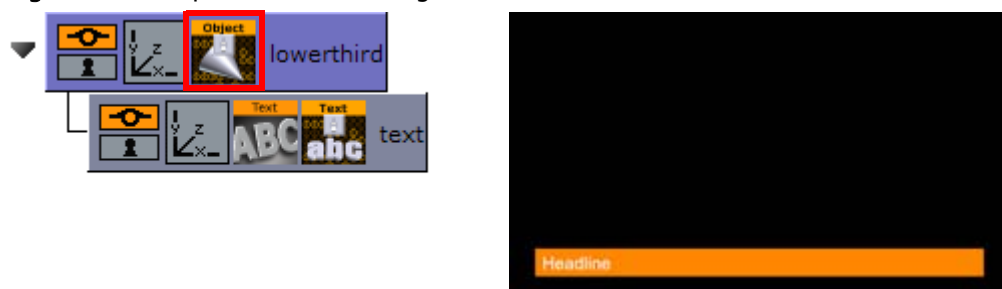 Object
lowerthird
y z
x
Text Text
ABC abc
text
y z
x
Headline